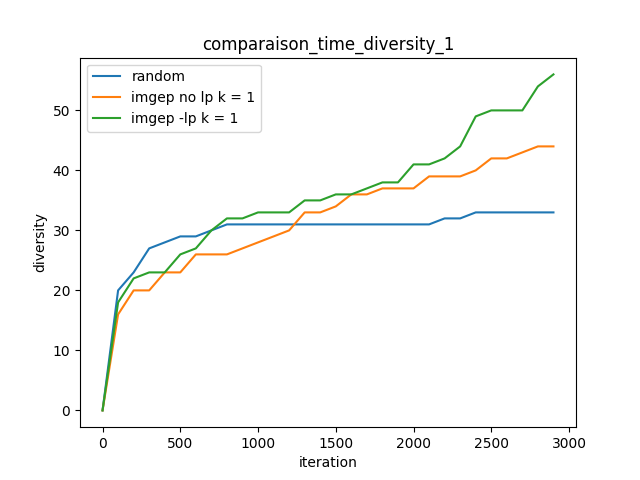 comparaison_time_diversity_1
random
imgep no lp k = 1
imgep -lp k = 1
diversity
50
40
30
20
10
0
0 500 1000 1500 2000 2500 3000
iteration